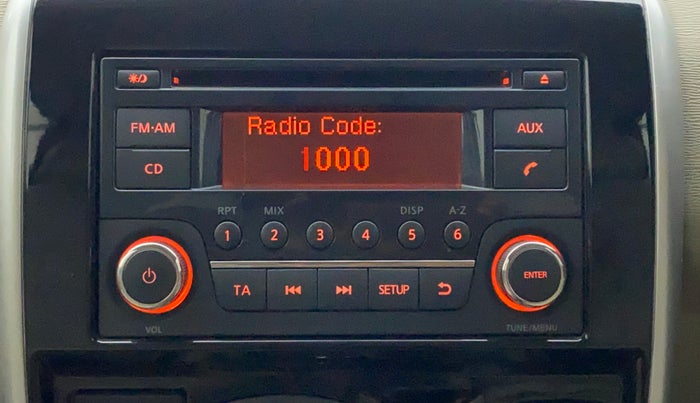 Radio Code:
1000
FM·AM
AUX
CD
RPT MIX DISP A-Z
1 2 3 4 5 6
ENTER
TA SETUP
VOL
TUNE/MENU